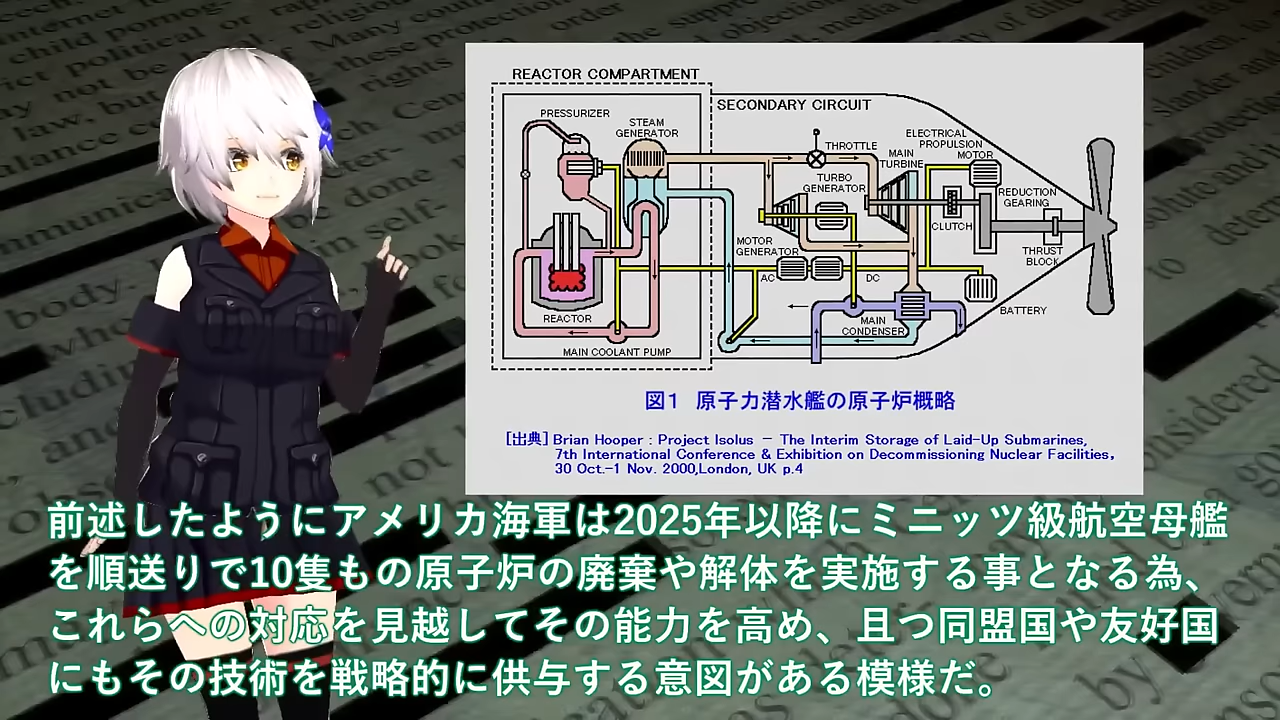 REACTOR COMPARTMENT
SECONDARY CIRCUIT
PRESSURIZER
STEAM
GENERATOR
THROTTLE
ELECTRICAL
PROPULSION
MOTOR
MAIN
TURBINE
TURBO
GENERATOR
REDUCTION
GEARING
CLUTCH
MOTOR
GENERATOR
THRUST
BLOCK
AC
DC
REACTOR
BATTERY
MAIN
CONDENSER
MAIN COOLANT PUMP
図1 原子力潜水艦の原子炉概略
[出典] Brian Hooper : Project Isolus － The Interim Storage of Laid-Up Submarines,
7th International Conference & Exhibition on Decommissioning Nuclear Facilities,
30 Oct.-1 Nov. 2000,London, UK p.4
前述したようにアメリカ海軍は2025年以降にミニッツ級航空母艦
を順送りで10隻もの原子炉の廃棄や解体を実施する事となる為、
これらへの対応を見越してその能力を高め、且つ同盟国や友好国
にもその技術を戦略的に供与する意図がある模様だ。